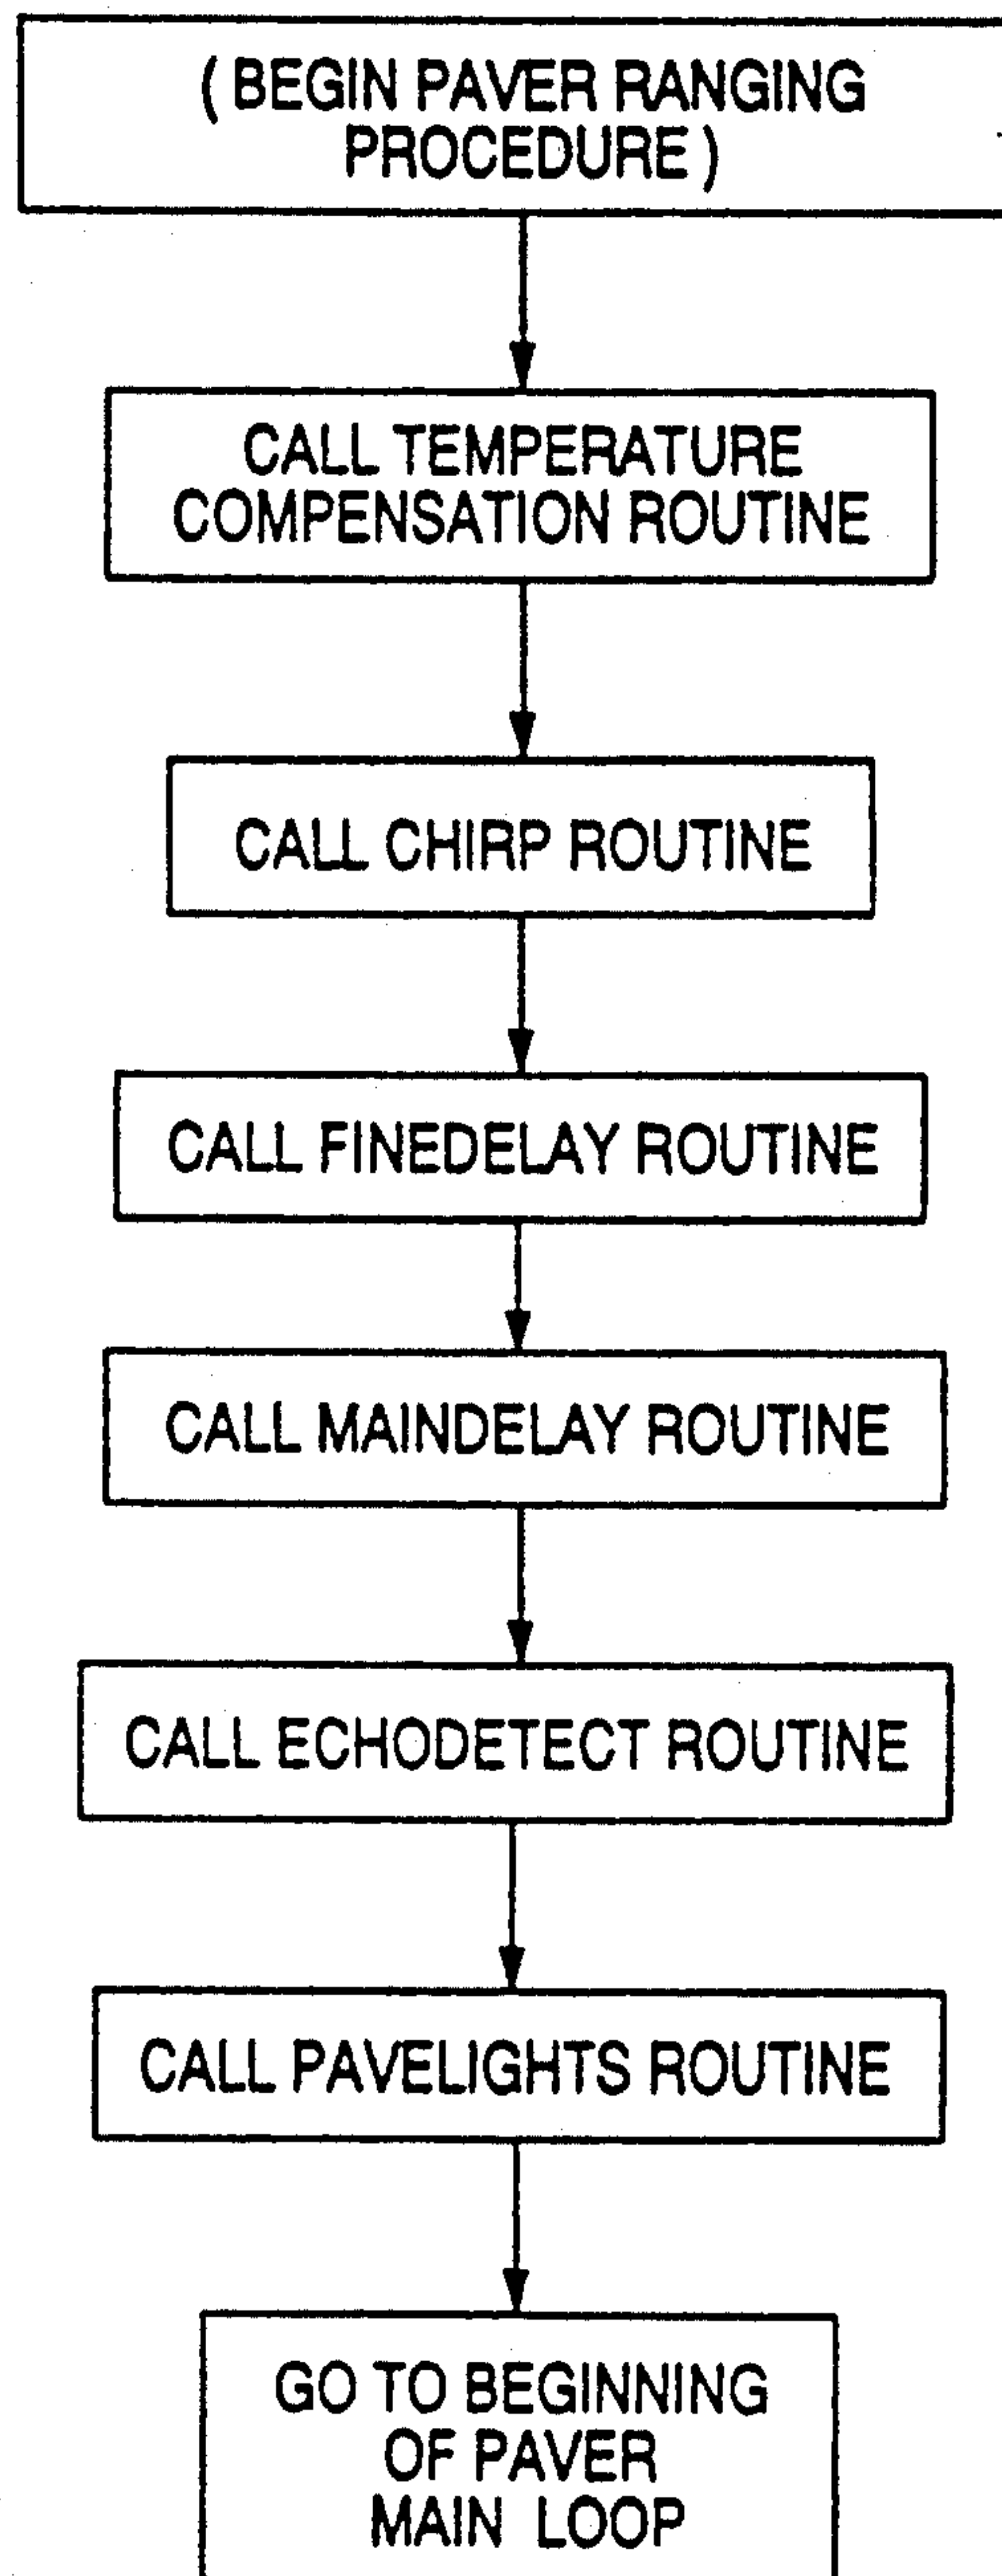 ( BEGIN PAVER RANGING
PROCEDURE )
CALL TEMPERATURE
COMPENSATION ROUTINE
CALL CHIRP ROUTINE
CALL FINEDELAY ROUTINE
CALL MAINDELAY ROUTINE
CALL ECHODETECT ROUTINE
CALL PAVELIGHTS ROUTINE
GO TO BEGINNING
OF PAVER
MAIN LOOP